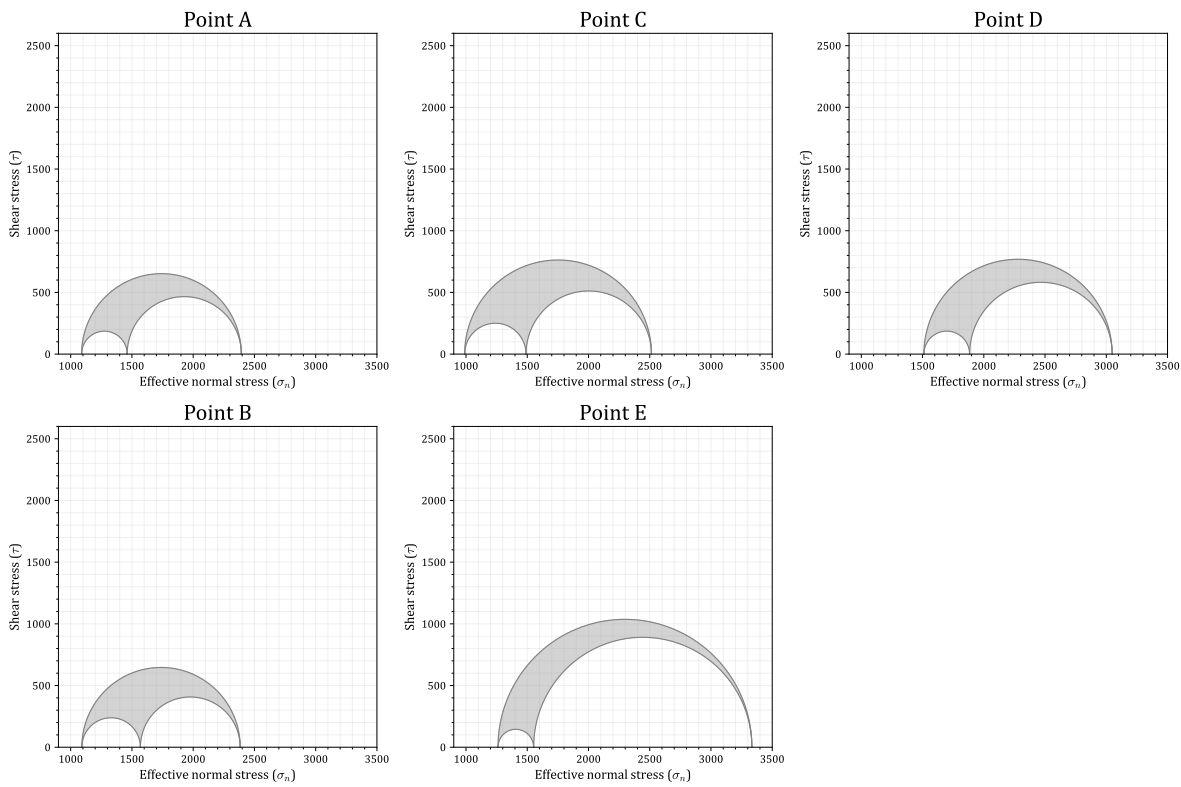 Point A
2500
2000
1500
1000
500
0
Shear stress (τ)
1000 1500 2000 2500 3000 3500
Effective normal stress (σₙ)
Point C
2500
2000
1500
1000
500
0
Shear stress (τ)
1000 1500 2000 2500 3000 3500
Effective normal stress (σₙ)
Point D
2500
2000
1500
1000
500
0
Shear stress (τ)
1000 1500 2000 2500 3000 3500
Effective normal stress (σₙ)
Point B
2500
2000
1500
1000
500
0
Shear stress (τ)
1000 1500 2000 2500 3000 3500
Effective normal stress (σₙ)
Point E
2500
2000
1500
1000
500
0
Shear stress (τ)
1000 1500 2000 2500 3000 3500
Effective normal stress (σₙ)